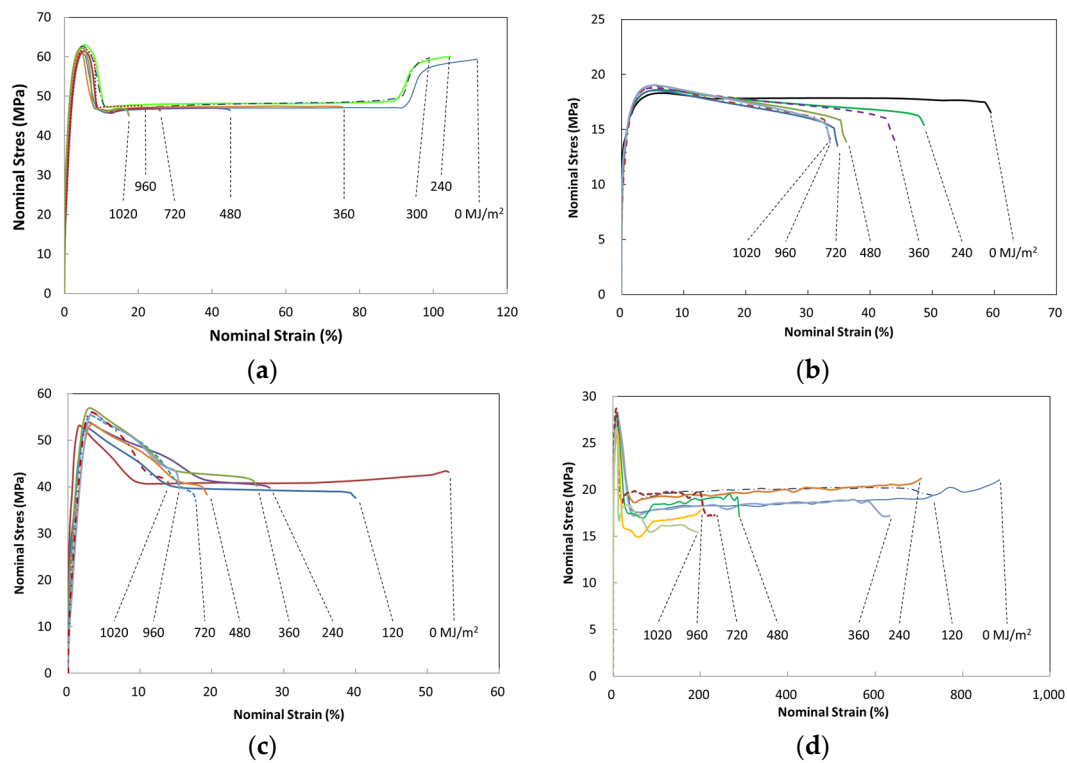 70
60
50
40
30
20
10
0
Nominal Stres (MPa)
960 240
1020 720 480 360 300 0 MJ/m²
0 20 40 60 80 100 120
Nominal Strain (%)
(a)
25
20
15
10
5
0
Nominal Stress (MPa)
1020 960 720 480 360 240 0 MJ/m²
0 10 20 30 40 50 60 70
Nominal Strain (%)
(b)
60
50
40
30
20
10
0
Nominal Stres (MPa)
1020 960 720 480 360 240 120 0 MJ/m²
0 10 20 30 40 50 60
Nominal Strain (%)
(c)
30
25
20
15
10
5
0
Nominal Stress (MPa)
1020 960 720 480 360 240 120 0 MJ/m²
0 200 400 600 800 1,000
Nominal Strain (%)
(d)